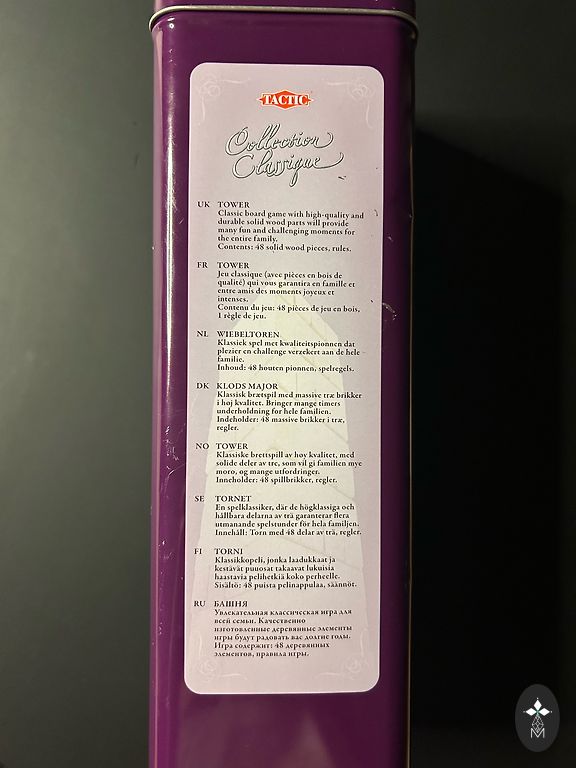 TACTIC
Collection
Classique
UK TOWER
Classic board game with high-quality and
durable solid wood parts will provide
many fun and challenging moments for
the entire family.
Contents: 48 solid wood pieces, rules.
FR TOWER
Jeu classique (avec pièces en bois de
qualité) qui vous garantira en famille et
entre amis des moments joyeux et
intenses.
Contenu du jeu: 48 pièces de jeu en bois,
1 règle de jeu.
NL WIEBELTOREN
Klassiek spel met kwaliteitspionnen dat
plezier en challenge verzekert aan de hele
familie.
Inhoud: 48 houten pionnen, spelregels.
DK KLODS MAJOR
Klassisk brætspil med massive træ brikker
i høj kvalitet. Bringer mange timers
underholdning for hele familien.
Indeholder: 48 massive brikker i træ,
regler.
NO TOWER
Klassiske brettspill av høy kvalitet, med
solide deler av tre, som vil gi familien mye
moro, og mange utfordringer.
Inneholder: 48 spillbrikker, regler.
SE TORNET
En spelklassiker, där de högklassiga och
hållbara delarna av trä garanterar flera
utmanande spelstunder för hela familjen.
Innehåll: Torn med 48 delar av trä, regler.
FI TORNI
Klassikkopeli, jonka laadukkaat ja
kestävät puuosat takaavat lukuisia
haastavia pelihetkiä koko perheelle.
Sisältö: 48 puista pelinappulaa, säännöt.
RU БАШНЯ
Увлекательная классическая игра для
всей семьи. Качественно
изготовленные деревянные элементы
игры будут радовать вас долгие годы.
Игра содержит: 48 деревянных
элементов, правила игры.
M